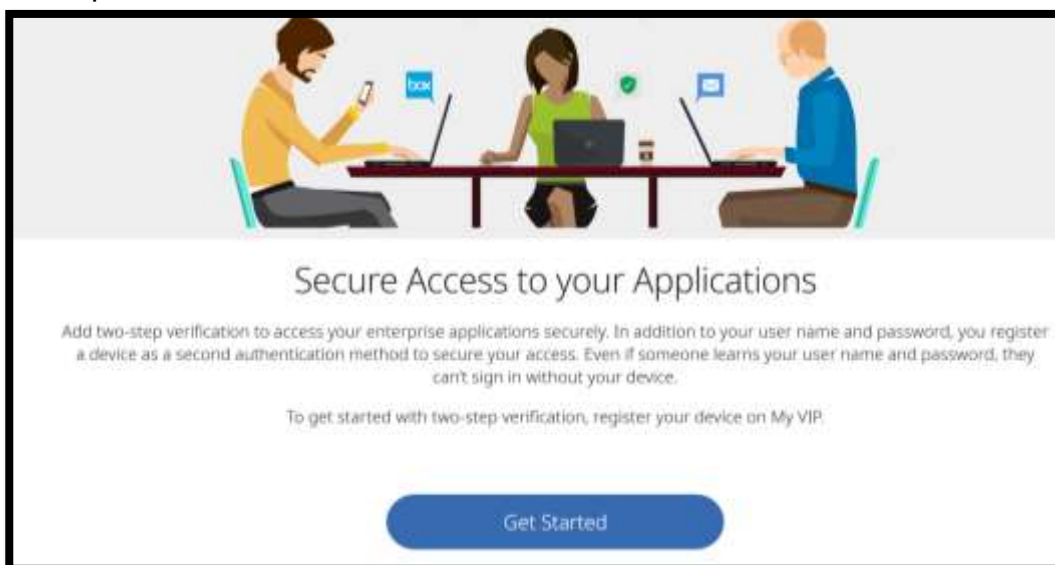 box
Secure Access to your Applications
Add two-step verification to access your enterprise applications securely. In addition to your user name and password, you register
a device as a second authentication method to secure your access. Even if someone learns your user name and password, they
can't sign in without your device.
To get started with two-step verification, register your device on My VIP.
Get Started